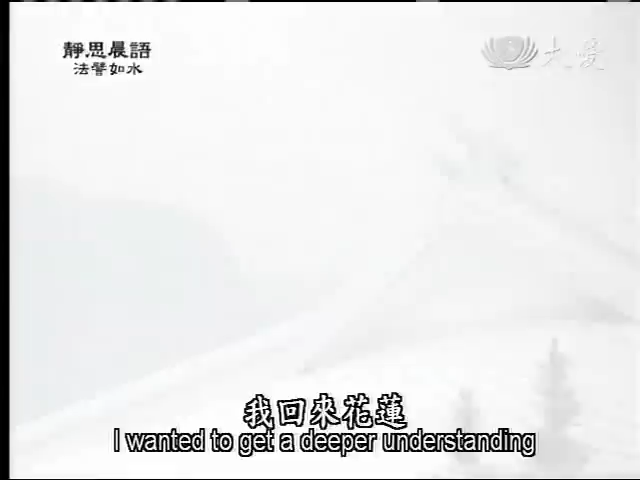 靜思晨語
法譬如水
大愛
我回來花蓮
I wanted to get a deeper understanding